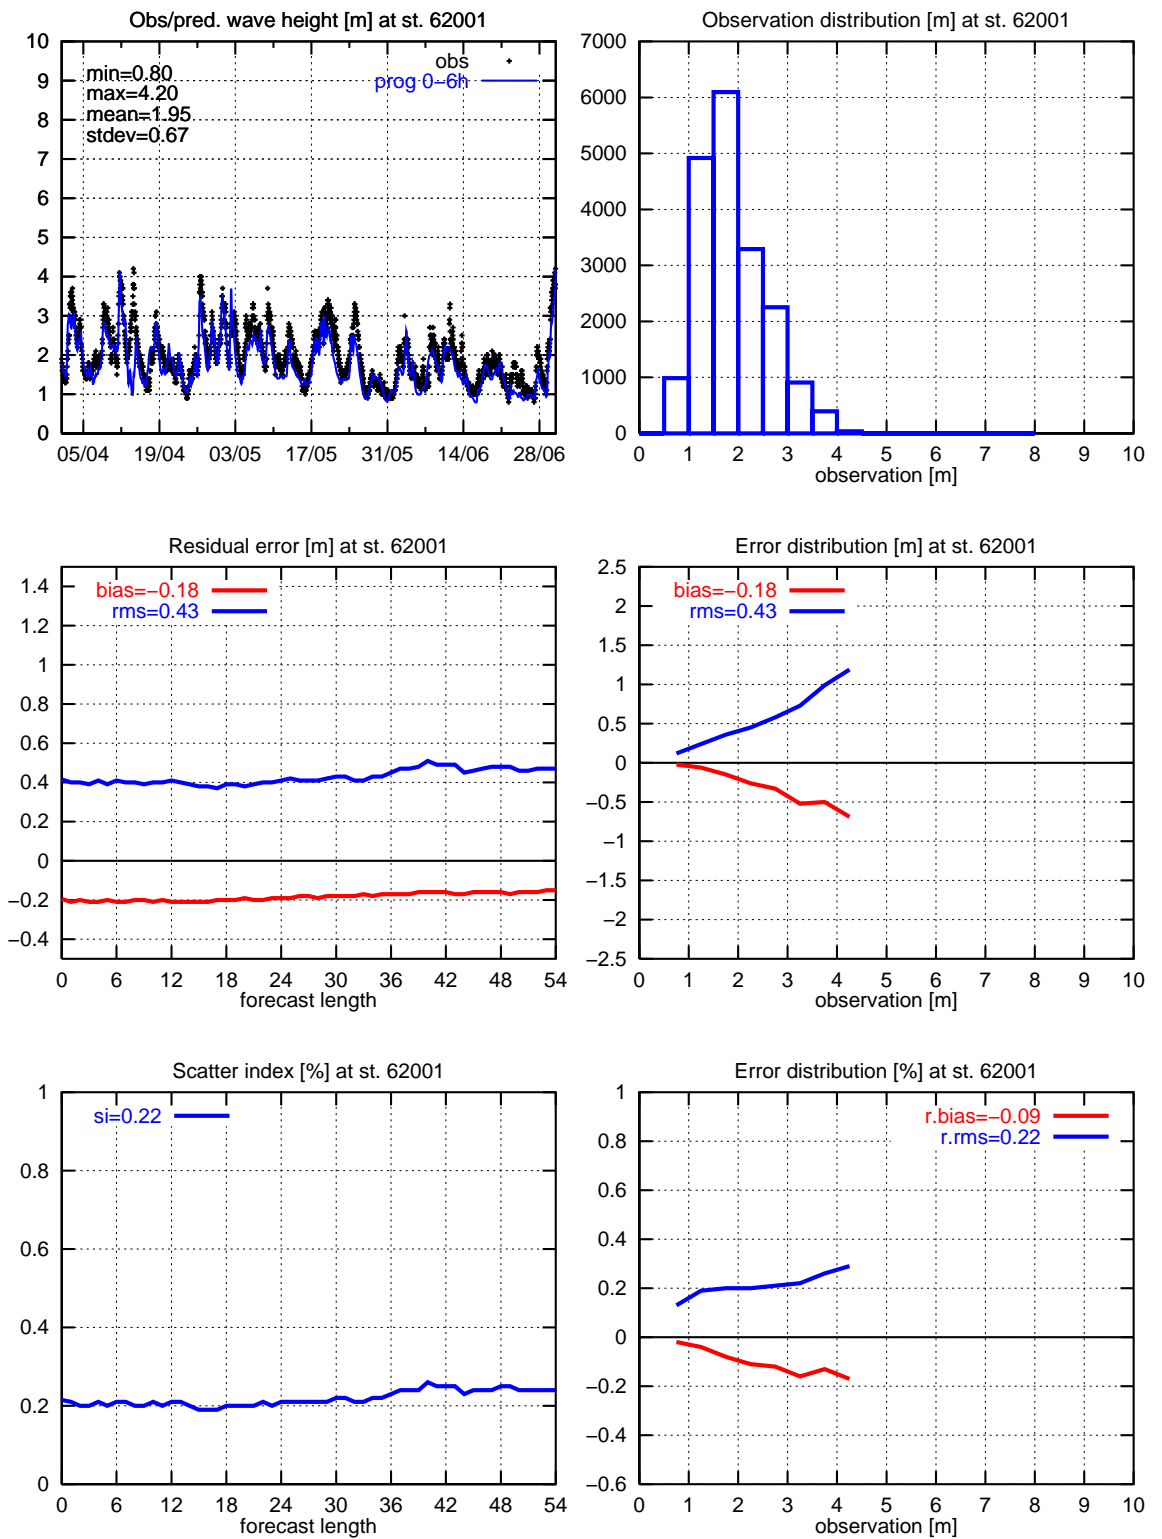 Obs/pred. wave height [m] at st. 62001
10
9
8
7
6
5
4
3
2
1
0
min=0.80
max=4.20
mean=1.95
stdev=0.67
obs
prog 0−6h
05/04 19/04 03/05 17/05 31/05 14/06 28/06
Observation distribution [m] at st. 62001
7000
6000
5000
4000
3000
2000
1000
0
0 1 2 3 4 5 6 7 8 9 10
observation [m]
Residual error [m] at st. 62001
1.4
1.2
1
0.8
0.6
0.4
0.2
0
−0.2
−0.4
bias=−0.18
rms=0.43
0 6 12 18 24 30 36 42 48 54
forecast length
Error distribution [m] at st. 62001
2.5
2
1.5
1
0.5
0
−0.5
−1
−1.5
−2
−2.5
bias=−0.18
rms=0.43
0 1 2 3 4 5 6 7 8 9 10
observation [m]
Scatter index [%] at st. 62001
1
0.8
0.6
0.4
0.2
0
si=0.22
0 6 12 18 24 30 36 42 48 54
forecast length
Error distribution [%] at st. 62001
1
0.8
0.6
0.4
0.2
0
−0.2
−0.4
−0.6
r.bias=−0.09
r.rms=0.22
0 1 2 3 4 5 6 7 8 9 10
observation [m]